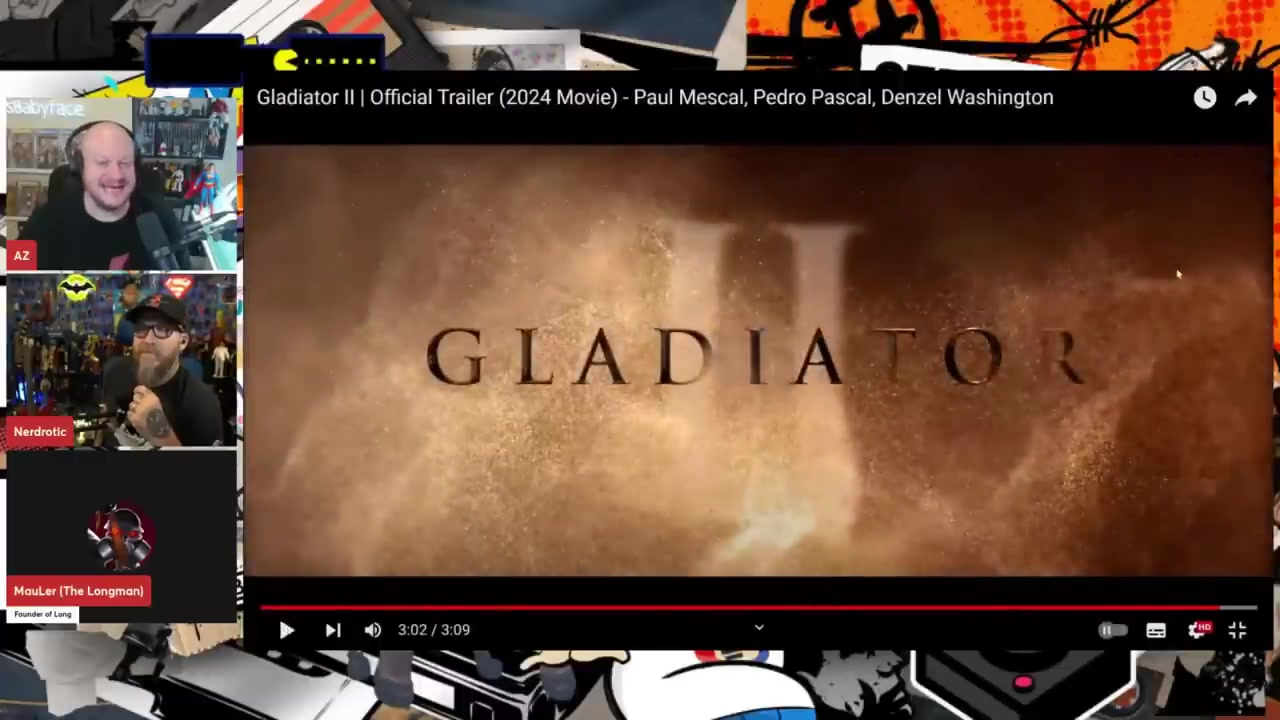 Gladiator II | Official Trailer (2024 Movie) - Paul Mescal, Pedro Pascal, Denzel Washington
sBabyface
AZ
Nerdrotic
MauLer (The Longman)
Founder of Long
II
GLADIATOR
3:02 / 3:09
HD